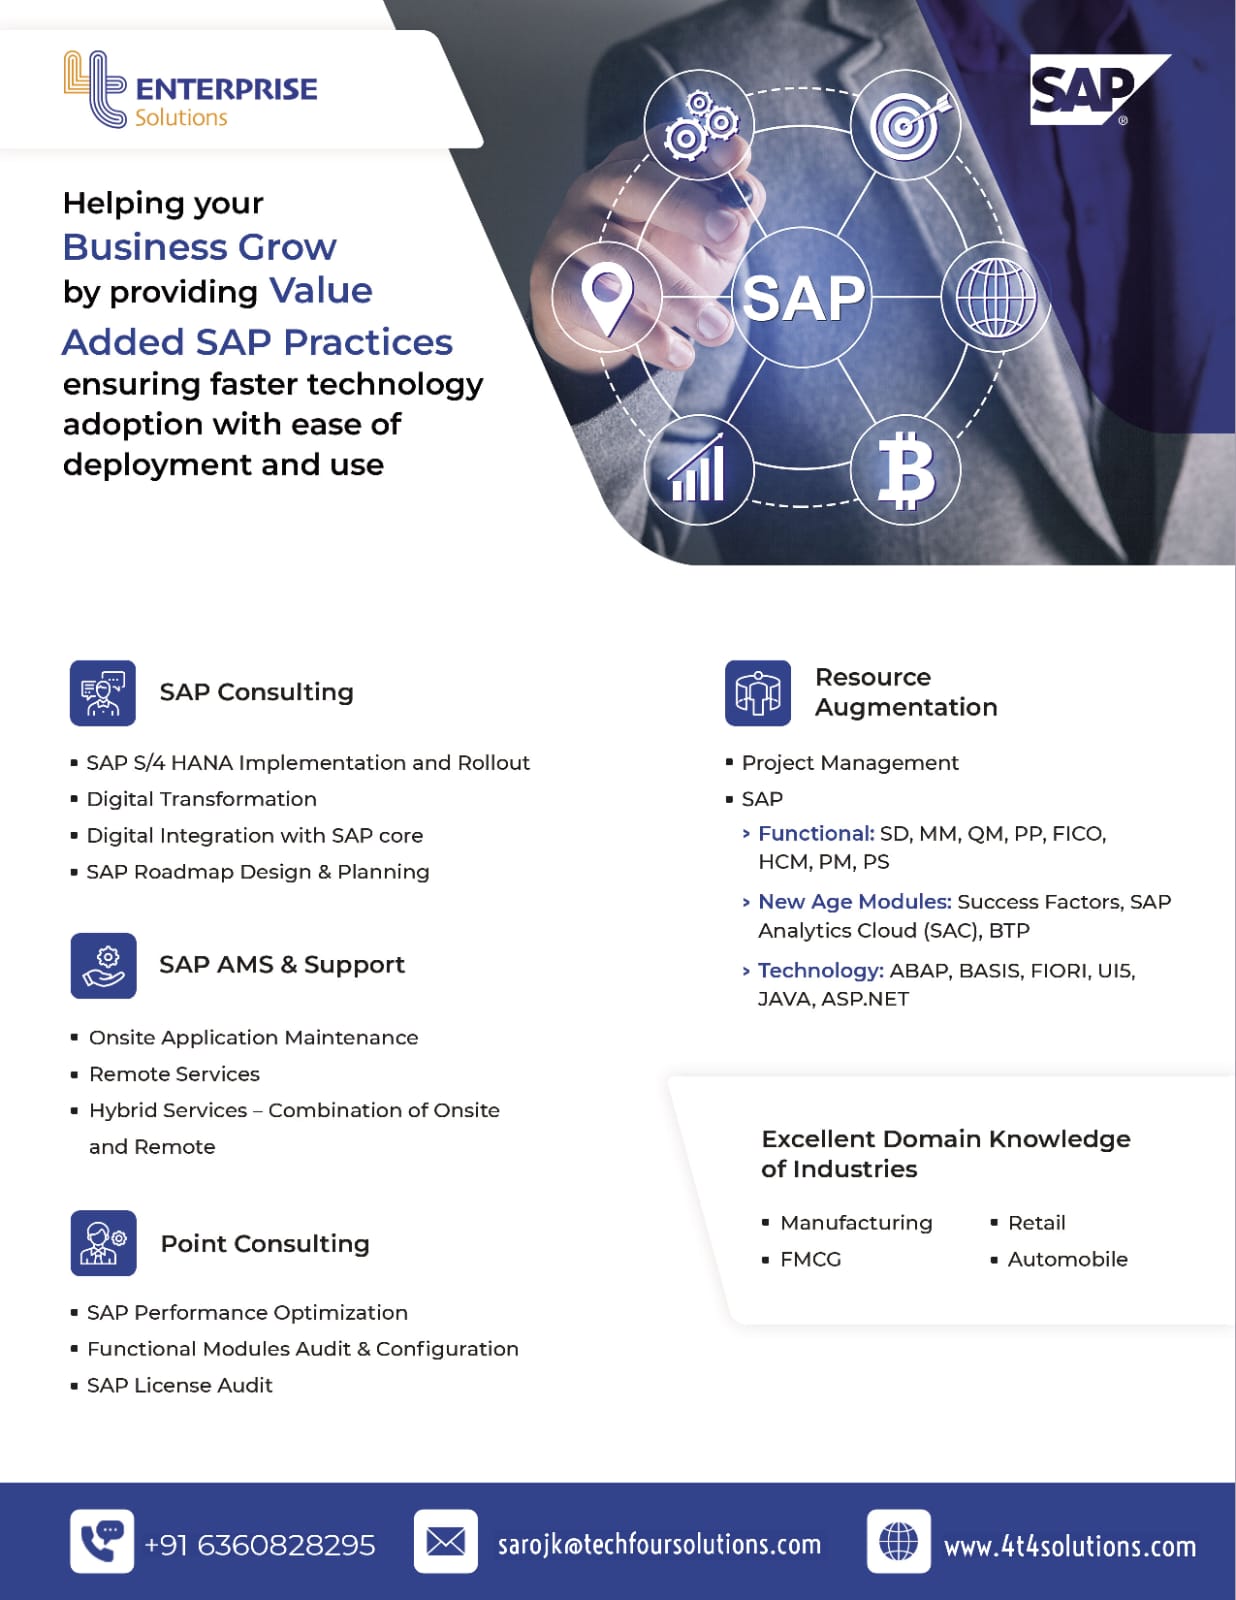 4t ENTERPRISE
Solutions
SAP
®
Helping your
Business Grow
by providing Value
Added SAP Practices
ensuring faster technology
adoption with ease of
deployment and use
SAP
SAP Consulting
▪ SAP S/4 HANA Implementation and Rollout
▪ Digital Transformation
▪ Digital Integration with SAP core
▪ SAP Roadmap Design & Planning
SAP AMS & Support
▪ Onsite Application Maintenance
▪ Remote Services
▪ Hybrid Services – Combination of Onsite
and Remote
Point Consulting
▪ SAP Performance Optimization
▪ Functional Modules Audit & Configuration
▪ SAP License Audit
Resource
Augmentation
▪ Project Management
▪ SAP
› Functional: SD, MM, QM, PP, FICO,
HCM, PM, PS
› New Age Modules: Success Factors, SAP
Analytics Cloud (SAC), BTP
› Technology: ABAP, BASIS, FIORI, UI5,
JAVA, ASP.NET
Excellent Domain Knowledge
of Industries
▪ Manufacturing ▪ Retail
▪ FMCG ▪ Automobile
+91 6360828295 sarojk@techfoursolutions.com www.4t4solutions.com